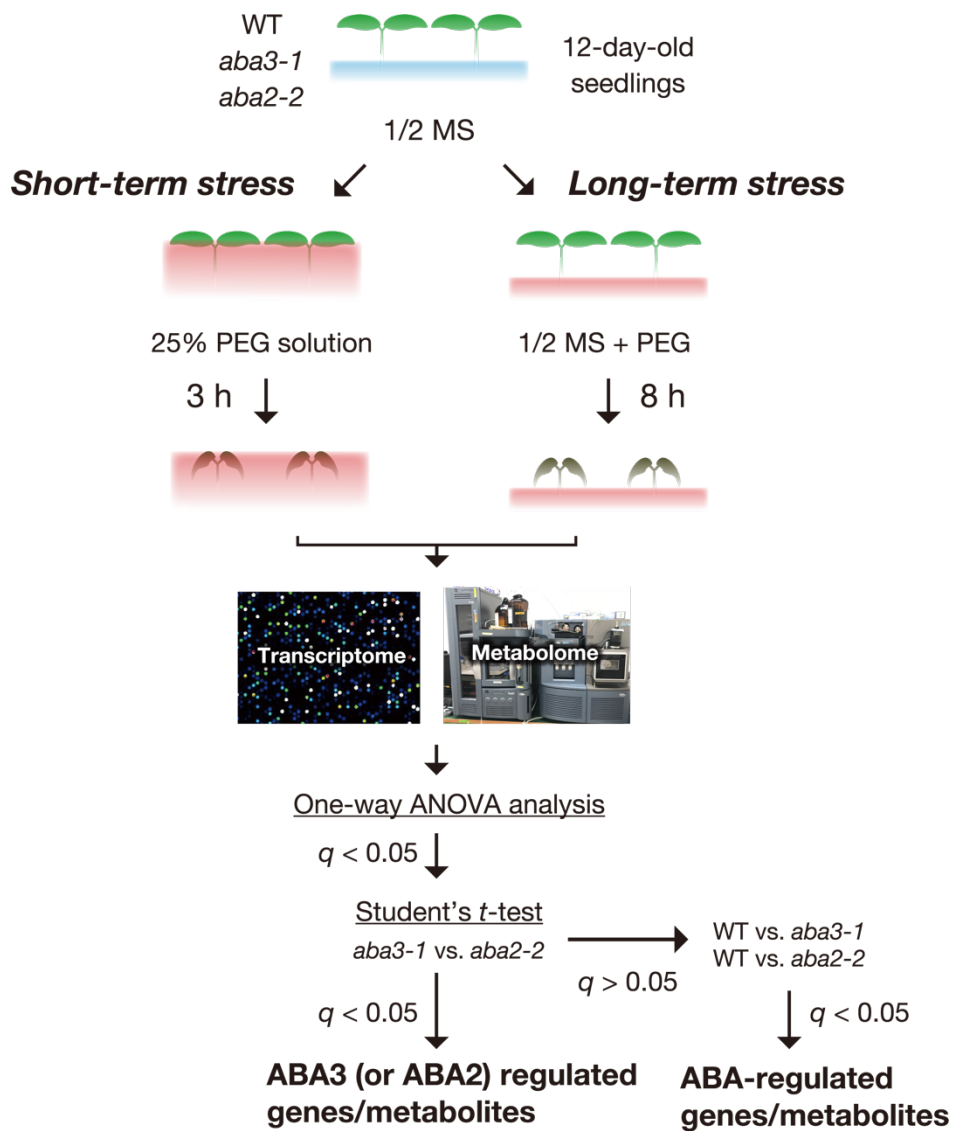 WT
aba3-1
aba2-2
12-day-old
seedlings
1/2 MS
Short-term stress
Long-term stress
25% PEG solution
1/2 MS + PEG
3 h
8 h
Transcriptome
Metabolome
One-way ANOVA analysis
q < 0.05
Student's t-test
aba3-1 vs. aba2-2
q > 0.05
WT vs. aba3-1
WT vs. aba2-2
q < 0.05
q < 0.05
ABA3 (or ABA2) regulated
genes/metabolites
ABA-regulated
genes/metabolites